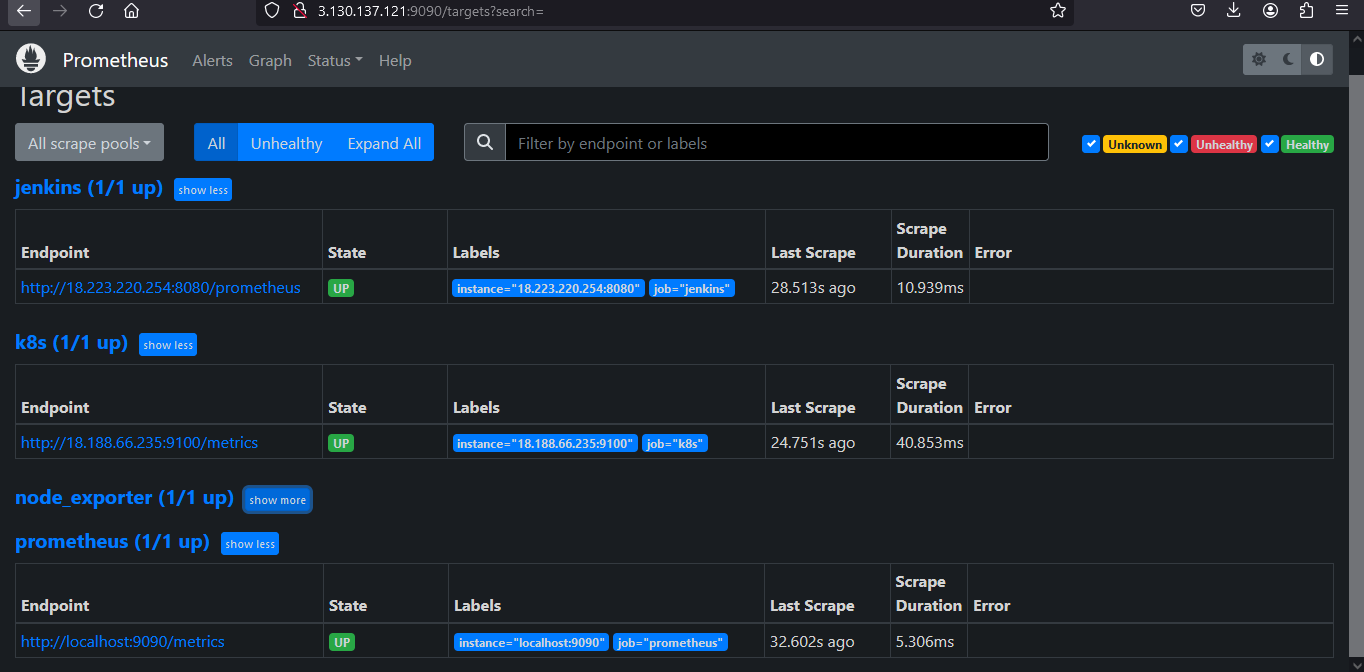 3.130.137.121:9090/targets?search=
Prometheus Alerts Graph Status Help
Targets
All scrape pools All Unhealthy Expand All Filter by endpoint or labels Unknown Unhealthy Healthy
jenkins (1/1 up) show less
Endpoint State Labels Last Scrape Scrape Duration Error
http://18.223.220.254:8080/prometheus UP instance="18.223.220.254:8080" job="jenkins" 28.513s ago 10.939ms
k8s (1/1 up) show less
Endpoint State Labels Last Scrape Scrape Duration Error
http://18.188.66.235:9100/metrics UP instance="18.188.66.235:9100" job="k8s" 24.751s ago 40.853ms
node_exporter (1/1 up) show more
prometheus (1/1 up) show less
Endpoint State Labels Last Scrape Scrape Duration Error
http://localhost:9090/metrics UP instance="localhost:9090" job="prometheus" 32.602s ago 5.306ms